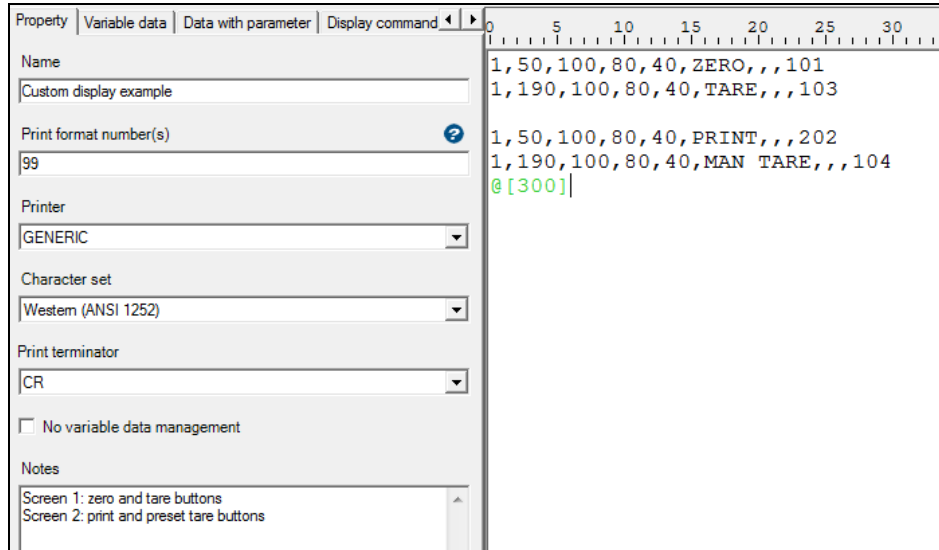 Property
Variable data
Data with parameter
Display command
Name
Custom display example
Print format number(s)
?
99
Printer
GENERIC
Character set
Western (ANSI 1252)
Print terminator
CR
No variable data management
Notes
Screen 1: zero and tare buttons
Screen 2: print and preset tare buttons
0 5 10 15 20 25 30
1,50,100,80,40,ZERO,,,101
1,190,100,80,40,TARE,,,103
1,50,100,80,40,PRINT,,,202
1,190,100,80,40,MAN TARE,,,104
@[300]